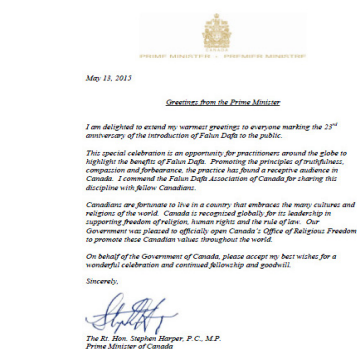 PRIME MINISTER • PREMIER MINISTRE
May 13, 2015
Greetings from the Prime Minister
I am delighted to extend my warmest greetings to everyone marking the 23rd
anniversary of the introduction of Falun Dafa to the public.
This special celebration is an opportunity for practitioners around the globe to
highlight the benefits of Falun Dafa. Promoting the principles of truthfulness,
compassion and forbearance, the practice has found a receptive audience in
Canada. I commend the Falun Dafa Association of Canada for sharing this
discipline with fellow Canadians.
Canadians are fortunate to live in a country that embraces the many cultures and
religions of the world. Canada is recognized globally for its leadership in
supporting freedom of religion, human rights and the rule of law. Our
Government was pleased to officially open Canada's Office of Religious Freedom
to promote these Canadian values throughout the world.
On behalf of the Government of Canada, please accept my best wishes for a
wonderful celebration and continued fellowship and goodwill.
Sincerely,
The Rt. Hon. Stephen Harper, P.C., M.P.
Prime Minister of Canada